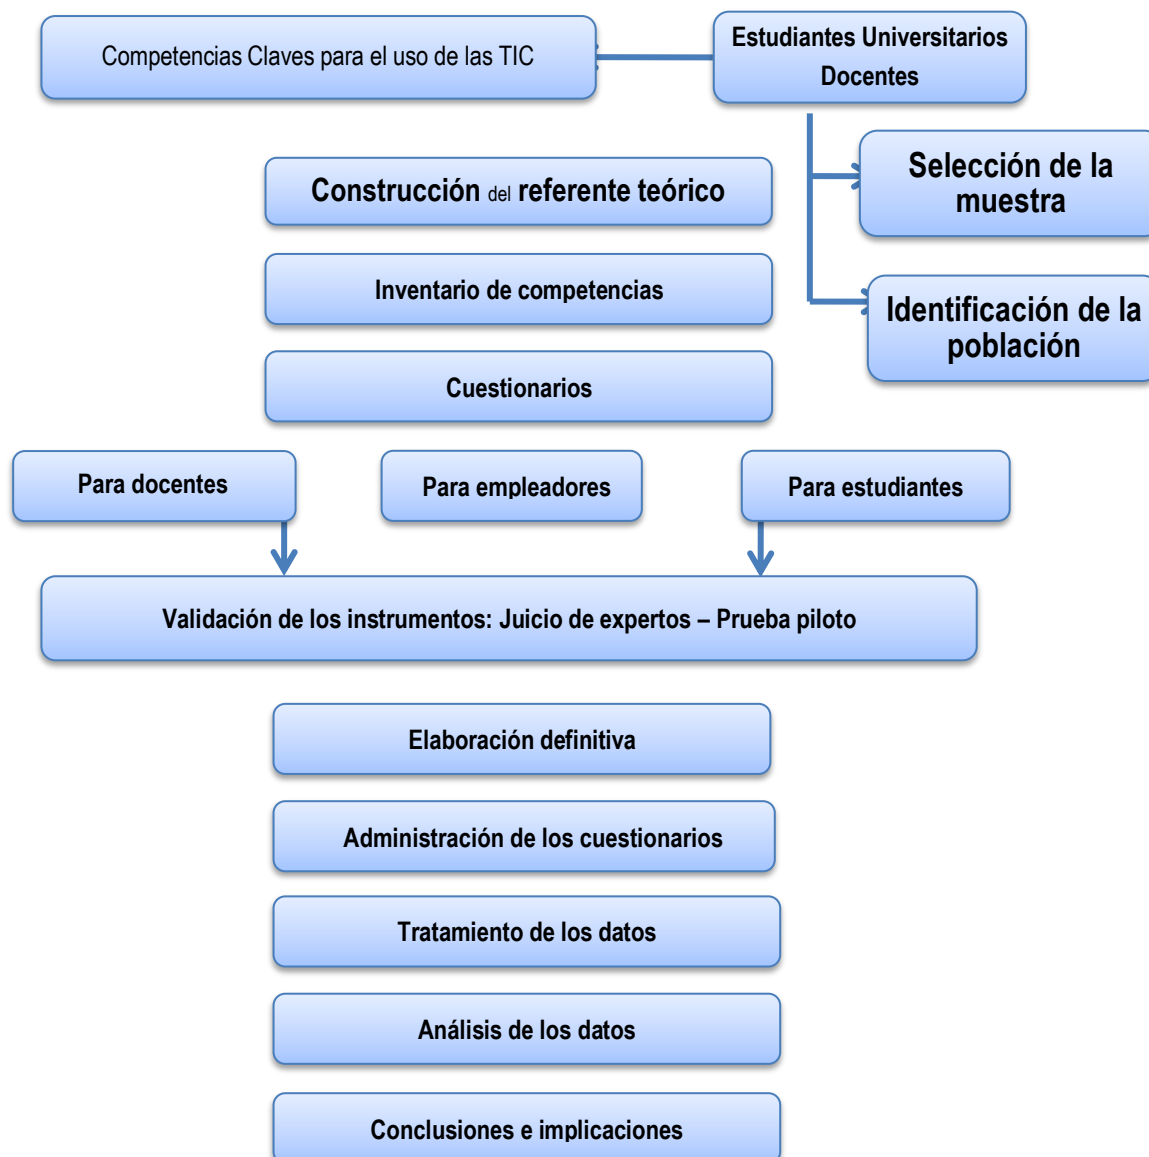 Competencias Claves para el uso de las TIC
Estudiantes Universitarios
Docentes
Selección de la
muestra
Construcción del referente teórico
Inventario de competencias
Identificación de la
población
Cuestionarios
Para docentes
Para empleadores
Para estudiantes
Validación de los instrumentos: Juicio de expertos – Prueba piloto
Elaboración definitiva
Administración de los cuestionarios
Tratamiento de los datos
Análisis de los datos
Conclusiones e implicaciones